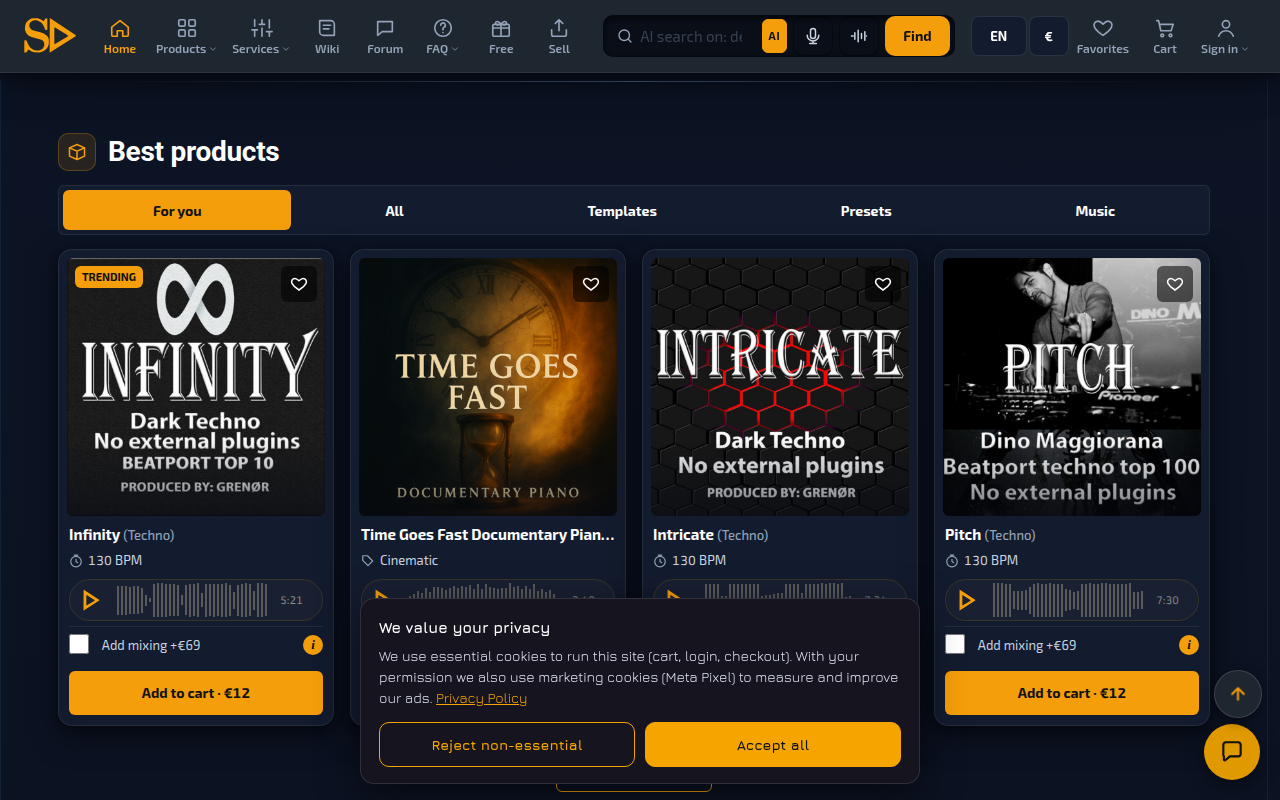 SD
Home
Products
Services
Wiki
Forum
FAQ
Free
Sell
AI search on: de
AI
Find
EN
€
Favorites
Cart
Sign in
Best products
For you
All
Templates
Presets
Music
TRENDING
INFINITY
Dark Techno
No external plugins
BEATPORT TOP 10
PRODUCED BY: GRENØR
TIME GOES
FAST
DOCUMENTARY PIANO
INTRICATE
Dark Techno
No external plugins
PRODUCED BY: GRENØR
DINO M
PITCH
Pioneer
Dino Maggiorana
Beatport techno top 100
No external plugins
Infinity (Techno)
130 BPM
5:21
Add mixing +€69
i
Add to cart · €12
Time Goes Fast Documentary Pian...
Cinematic
Intricate (Techno)
130 BPM
Pitch (Techno)
130 BPM
7:30
Add mixing +€69
i
Add to cart · €12
We value your privacy
We use essential cookies to run this site (cart, login, checkout). With your
permission we also use marketing cookies (Meta Pixel) to measure and improve
our ads. Privacy Policy
Reject non-essential
Accept all